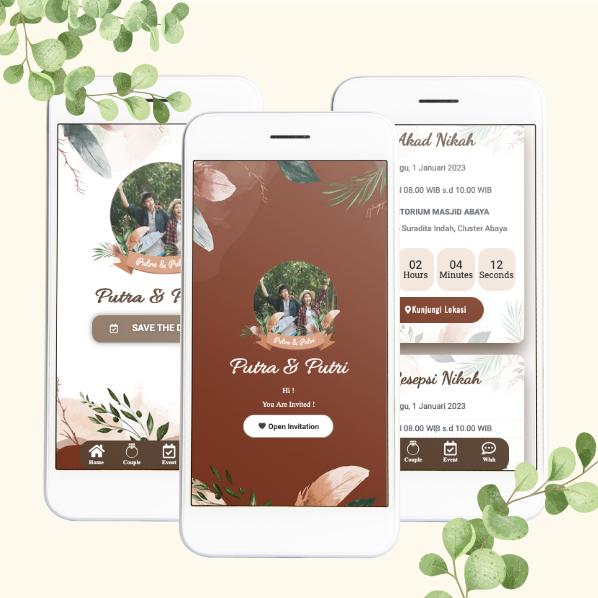 Putra & Putri
Putra & P
SAVE THE D
Home
Couple
Event
Putra & Putri
Putra & Putri
Hi !
You Are Invited !
Open Invitation
Akad Nikah
gu, 1 Januari 2023
08.00 WIB s.d 10.00 WIB
TORIUM MASJID ABAYA
Suradita Indah, Cluster Abaya
02
Hours
04
Minutes
12
Seconds
Kunjungi Lokasi
esepsi Nikah
gu, 1 Januari 2023
08.00 WIB s.d 10.00 WIB
Couple
Event
Wish